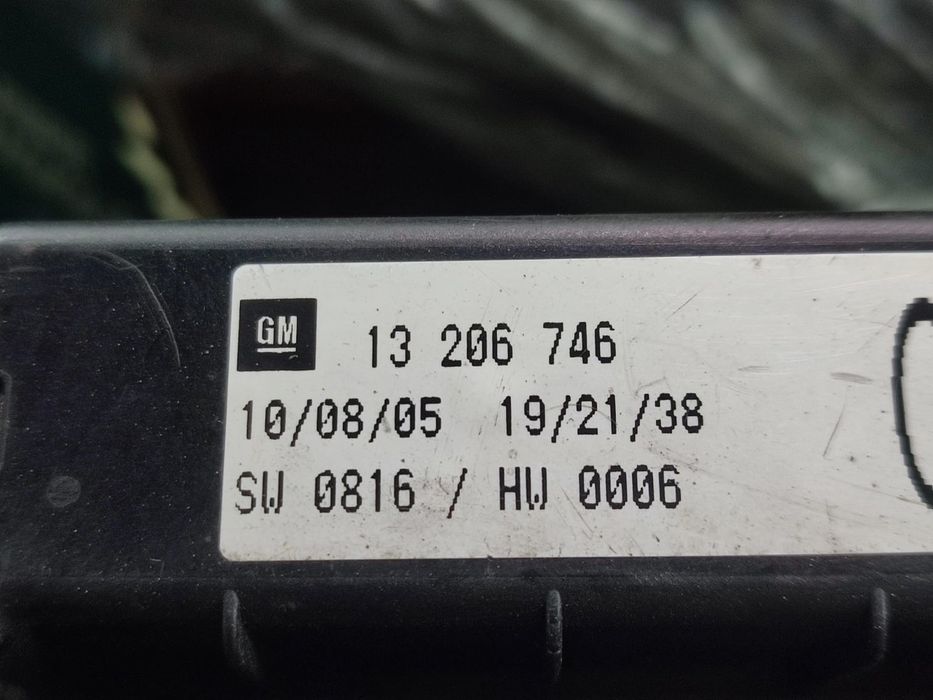 GM 13 206 746
10/08/05 19/21/38
SW 0816 / HW 0006